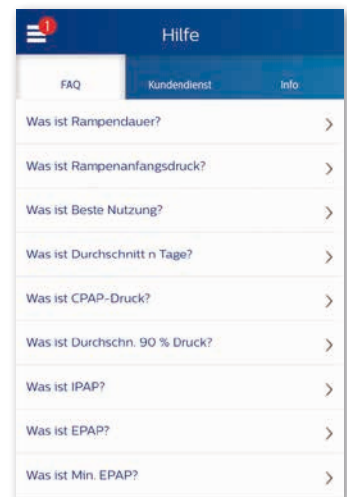 1
Hilfe
FAQ Kundendienst Info
Was ist Rampendauer?
Was ist Rampenanfangsdruck?
Was ist Beste Nutzung?
Was ist Durchschnitt n Tage?
Was ist CPAP-Druck?
Was ist Durchschn. 90 % Druck?
Was ist IPAP?
Was ist EPAP?
Was ist Min. EPAP?